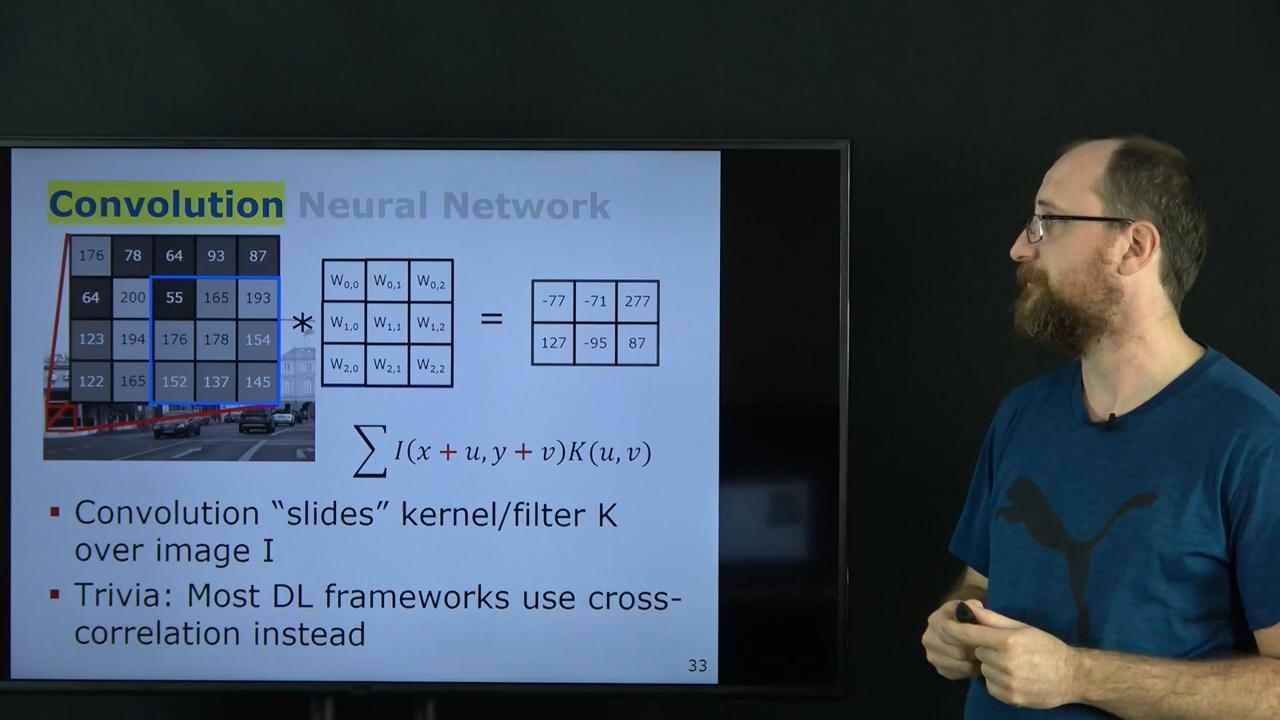 Convolution Neural Network
176 78 64 93 87
64 200 55 165 193
123 194 176 178 154
122 165 152 137 145
*
W0,0 W0,1 W0,2
W1,0 W1,1 W1,2
W2,0 W2,1 W2,2
=
-77 -71 277
127 -95 87
∑ I(x + u, y + v)K(u, v)
▪ Convolution “slides” kernel/filter K
over image I
▪ Trivia: Most DL frameworks use cross-
correlation instead
33